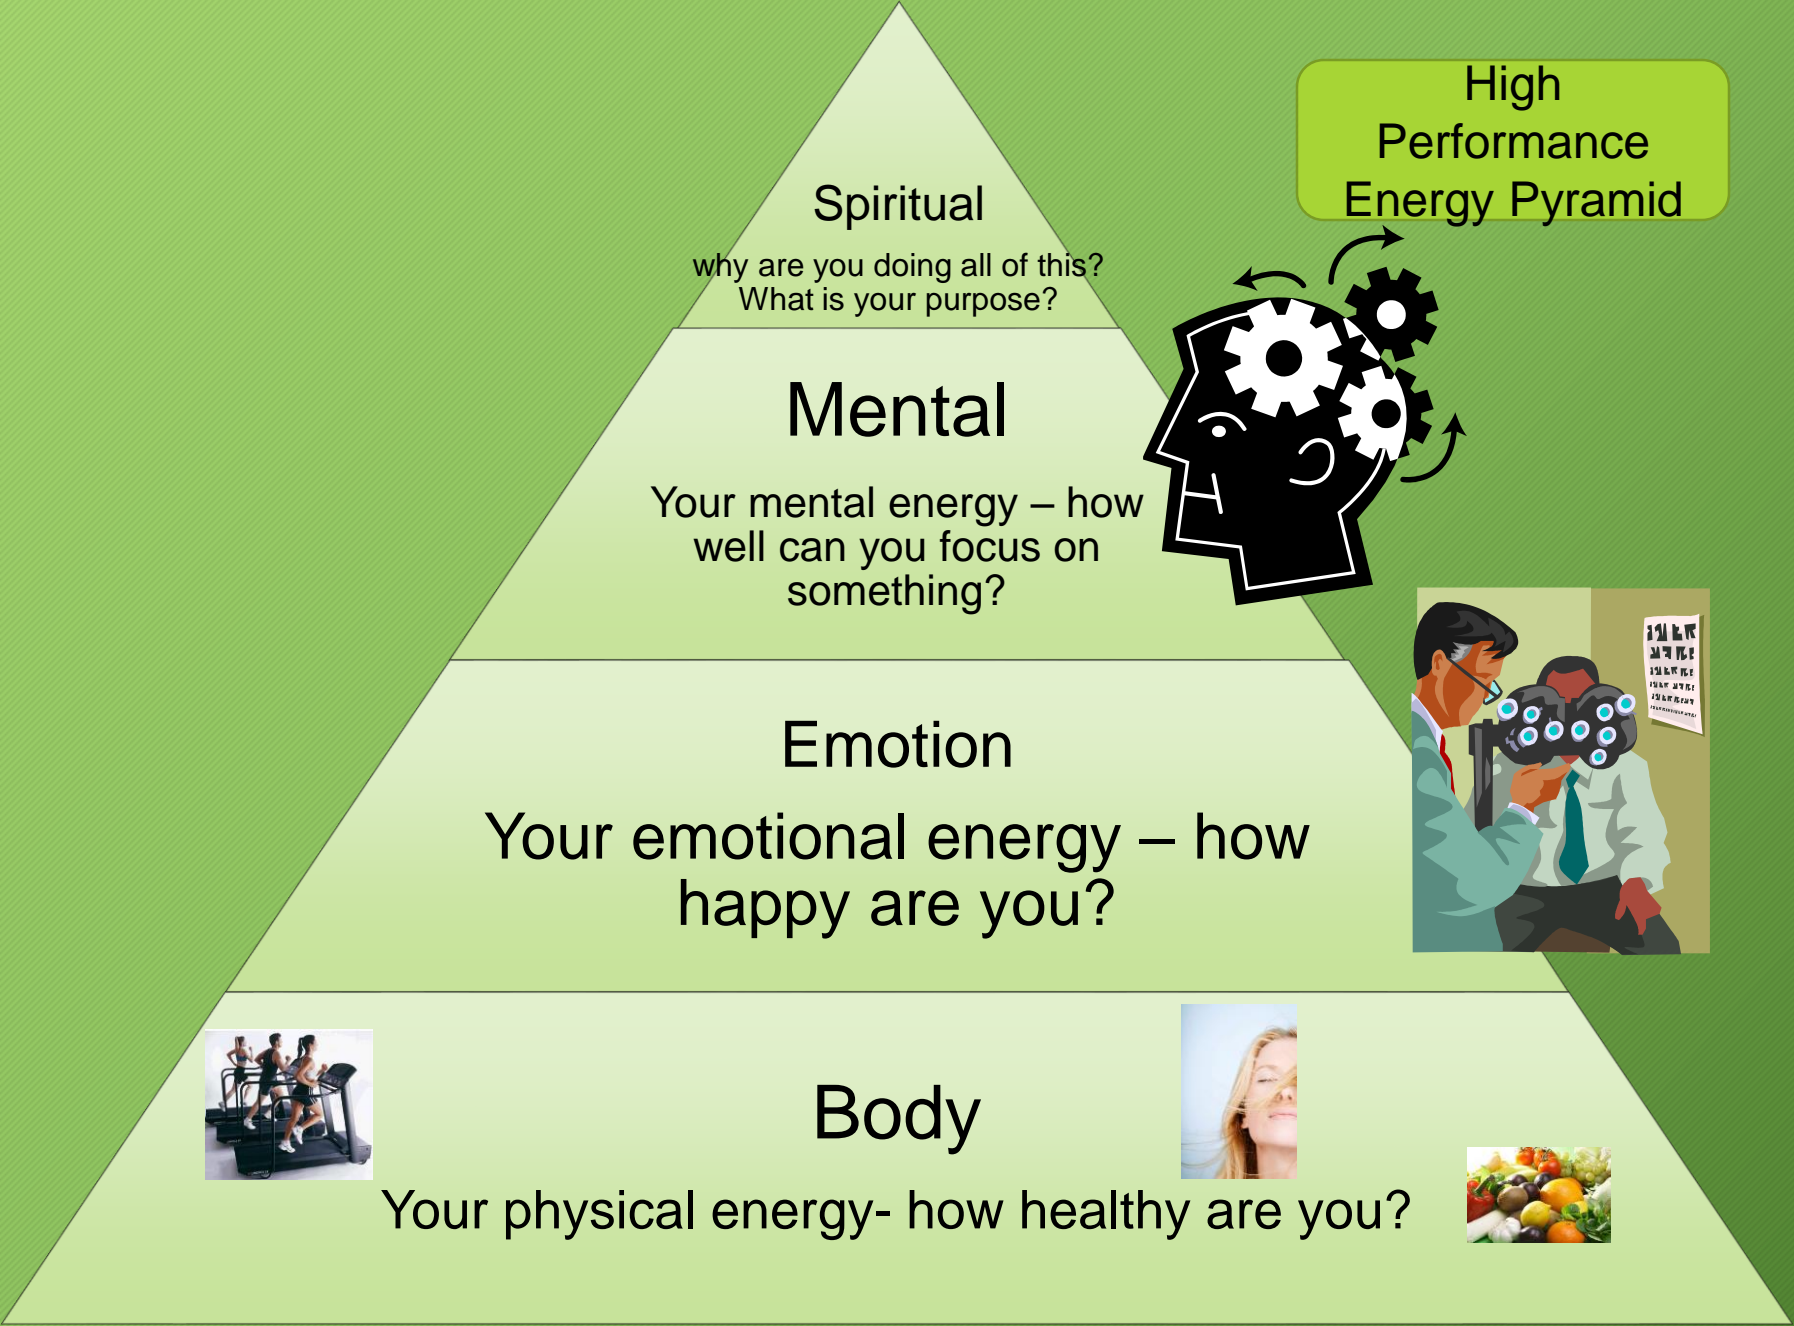 High
Performance
Energy Pyramid
Spiritual
why are you doing all of this?
What is your purpose?
Mental
Your mental energy – how
well can you focus on
something?
Emotion
Your emotional energy – how
happy are you?
Body
Your physical energy- how healthy are you?